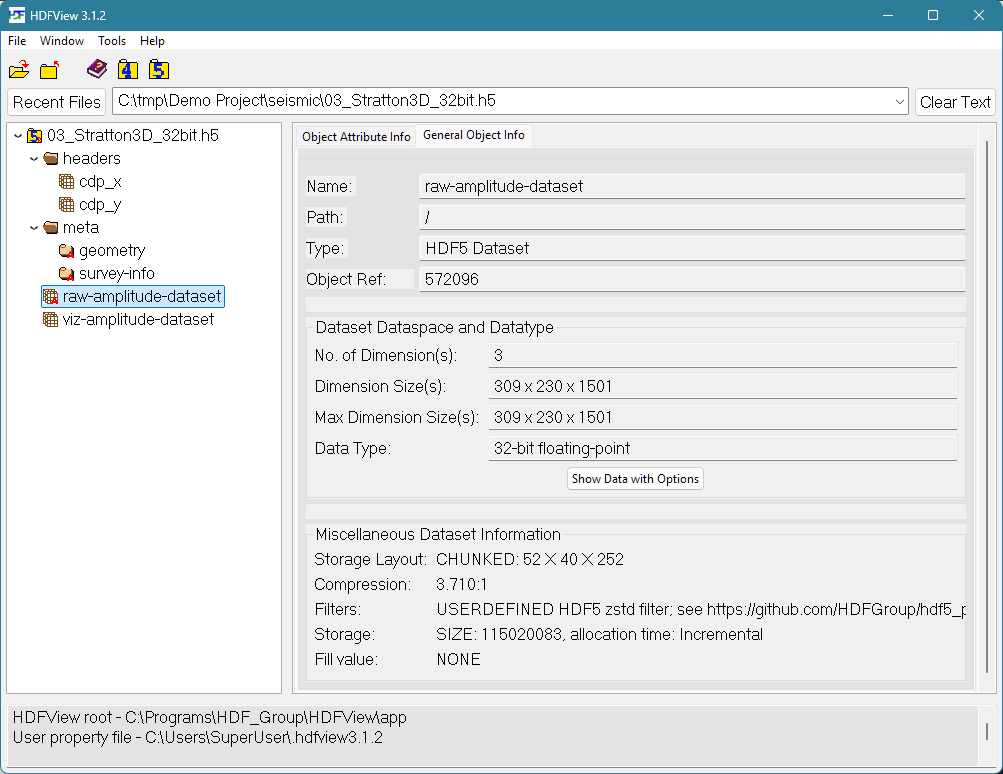 HDFView 3.1.2
File Window Tools Help
4 5
Recent Files C:\tmp\Demo Project\seismic\03_Stratton3D_32bit.h5 Clear Text
03_Stratton3D_32bit.h5
headers
cdp_x
cdp_y
meta
geometry
survey-info
raw-amplitude-dataset
viz-amplitude-dataset
Object Attribute Info General Object Info
Name: raw-amplitude-dataset
Path: /
Type: HDF5 Dataset
Object Ref: 572096
Dataset Dataspace and Datatype
No. of Dimension(s): 3
Dimension Size(s): 309 x 230 x 1501
Max Dimension Size(s): 309 x 230 x 1501
Data Type: 32-bit floating-point
Show Data with Options
Miscellaneous Dataset Information
Storage Layout: CHUNKED: 52 X 40 X 252
Compression: 3.710:1
Filters: USERDEFINED HDF5 zstd filter; see https://github.com/HDFGroup/hdf5_p
Storage: SIZE: 115020083, allocation time: Incremental
Fill value: NONE
HDFView root - C:\Programs\HDF_Group\HDFView\app
User property file - C:\Users\SuperUser\.hdfview3.1.2